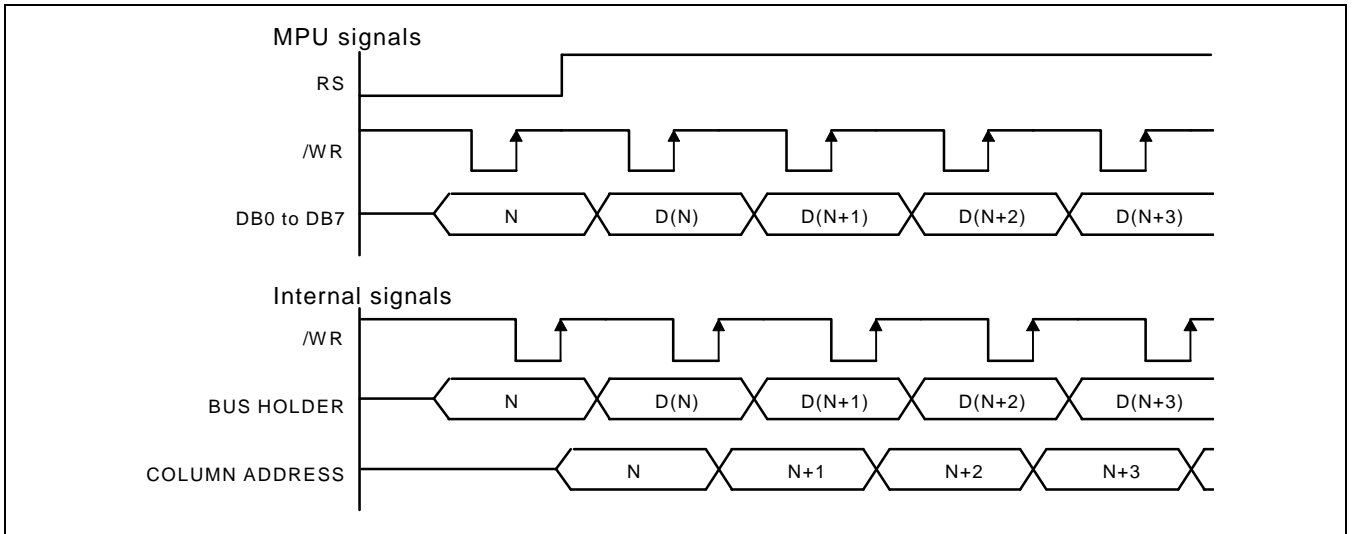 MPU signals
RS
/WR
DB0 to DB7 N D(N) D(N+1) D(N+2) D(N+3)
Internal signals
/WR
BUS HOLDER N D(N) D(N+1) D(N+2) D(N+3)
COLUMN ADDRESS N N+1 N+2 N+3